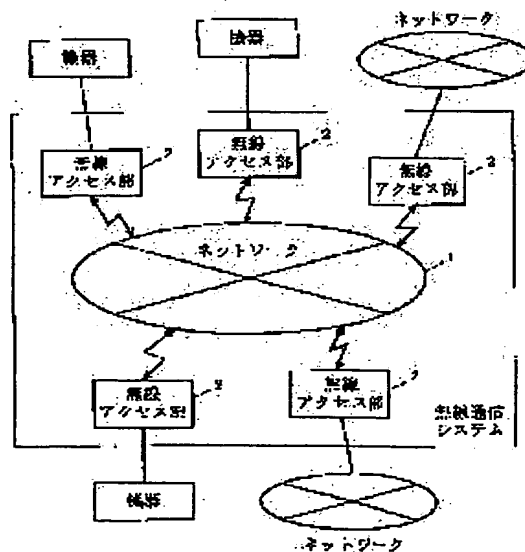 ネットワーク
機器
機器
無線
アクセス部
2
無線
アクセス部
2
無線
アクセス部
2
ネットワーク
1
無線
アクセス部
2
無線
アクセス部
2
無線通信
システム
機器
ネットワーク